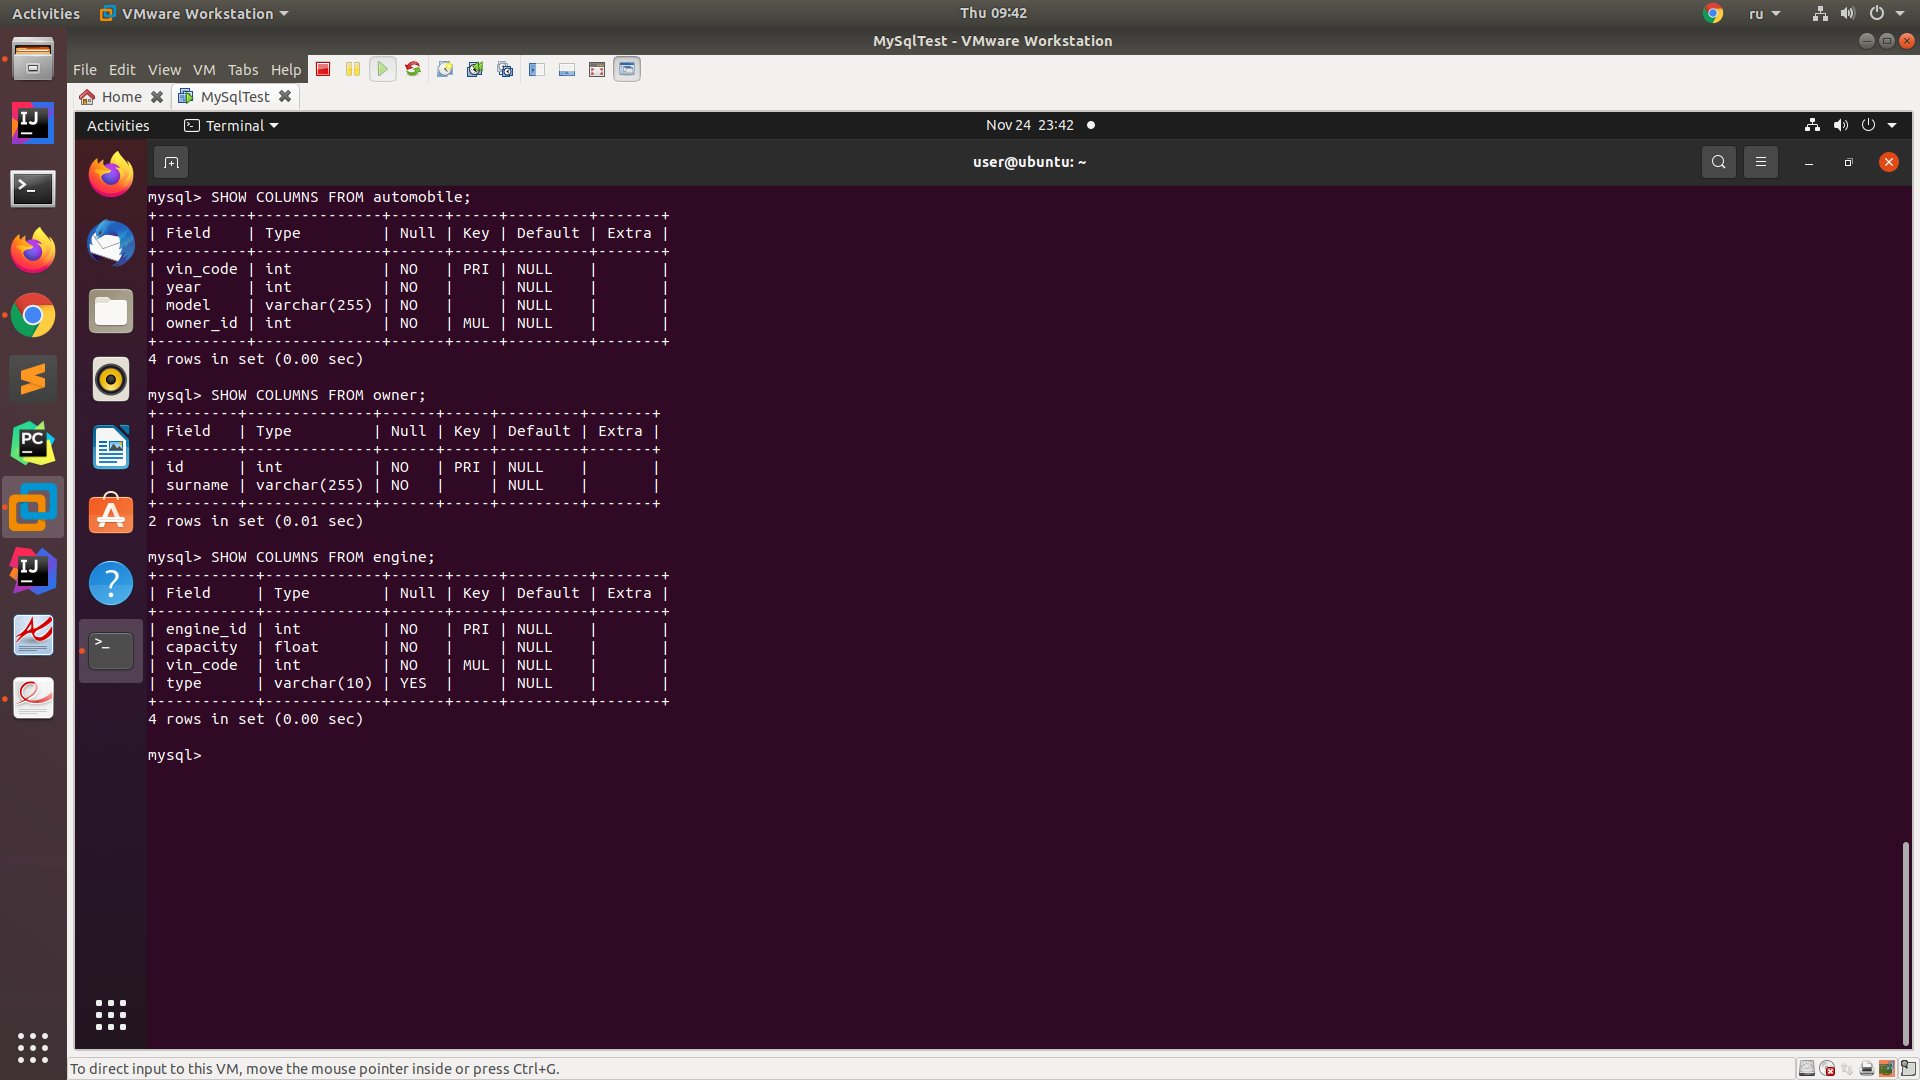 Activities VMware Workstation Thu 09:42 ru
MySqlTest - VMware Workstation
File Edit View VM Tabs Help
Home MySqlTest
Activities Terminal Nov 24 23:42
user@ubuntu: ~
mysql> SHOW COLUMNS FROM automobile;
+----------+--------------+------+-----+---------+-------+
| Field    | Type         | Null | Key | Default | Extra |
+----------+--------------+------+-----+---------+-------+
| vin_code | int          | NO   | PRI | NULL    |       |
| year     | int          | NO   |     | NULL    |       |
| model    | varchar(255) | NO   |     | NULL    |       |
| owner_id | int          | NO   | MUL | NULL    |       |
+----------+--------------+------+-----+---------+-------+
4 rows in set (0.00 sec)
mysql> SHOW COLUMNS FROM owner;
+---------+--------------+------+-----+---------+-------+
| Field   | Type         | Null | Key | Default | Extra |
+---------+--------------+------+-----+---------+-------+
| id      | int          | NO   | PRI | NULL    |       |
| surname | varchar(255) | NO   |     | NULL    |       |
+---------+--------------+------+-----+---------+-------+
2 rows in set (0.01 sec)
mysql> SHOW COLUMNS FROM engine;
+-----------+-------------+------+-----+---------+-------+
| Field     | Type        | Null | Key | Default | Extra |
+-----------+-------------+------+-----+---------+-------+
| engine_id | int         | NO   | PRI | NULL    |       |
| capacity  | float       | NO   |     | NULL    |       |
| vin_code  | int         | NO   | MUL | NULL    |       |
| type      | varchar(10) | YES  |     | NULL    |       |
+-----------+-------------+------+-----+---------+-------+
4 rows in set (0.00 sec)
mysql>
IJ
PC
IJ
To direct input to this VM, move the mouse pointer inside or press Ctrl+G.